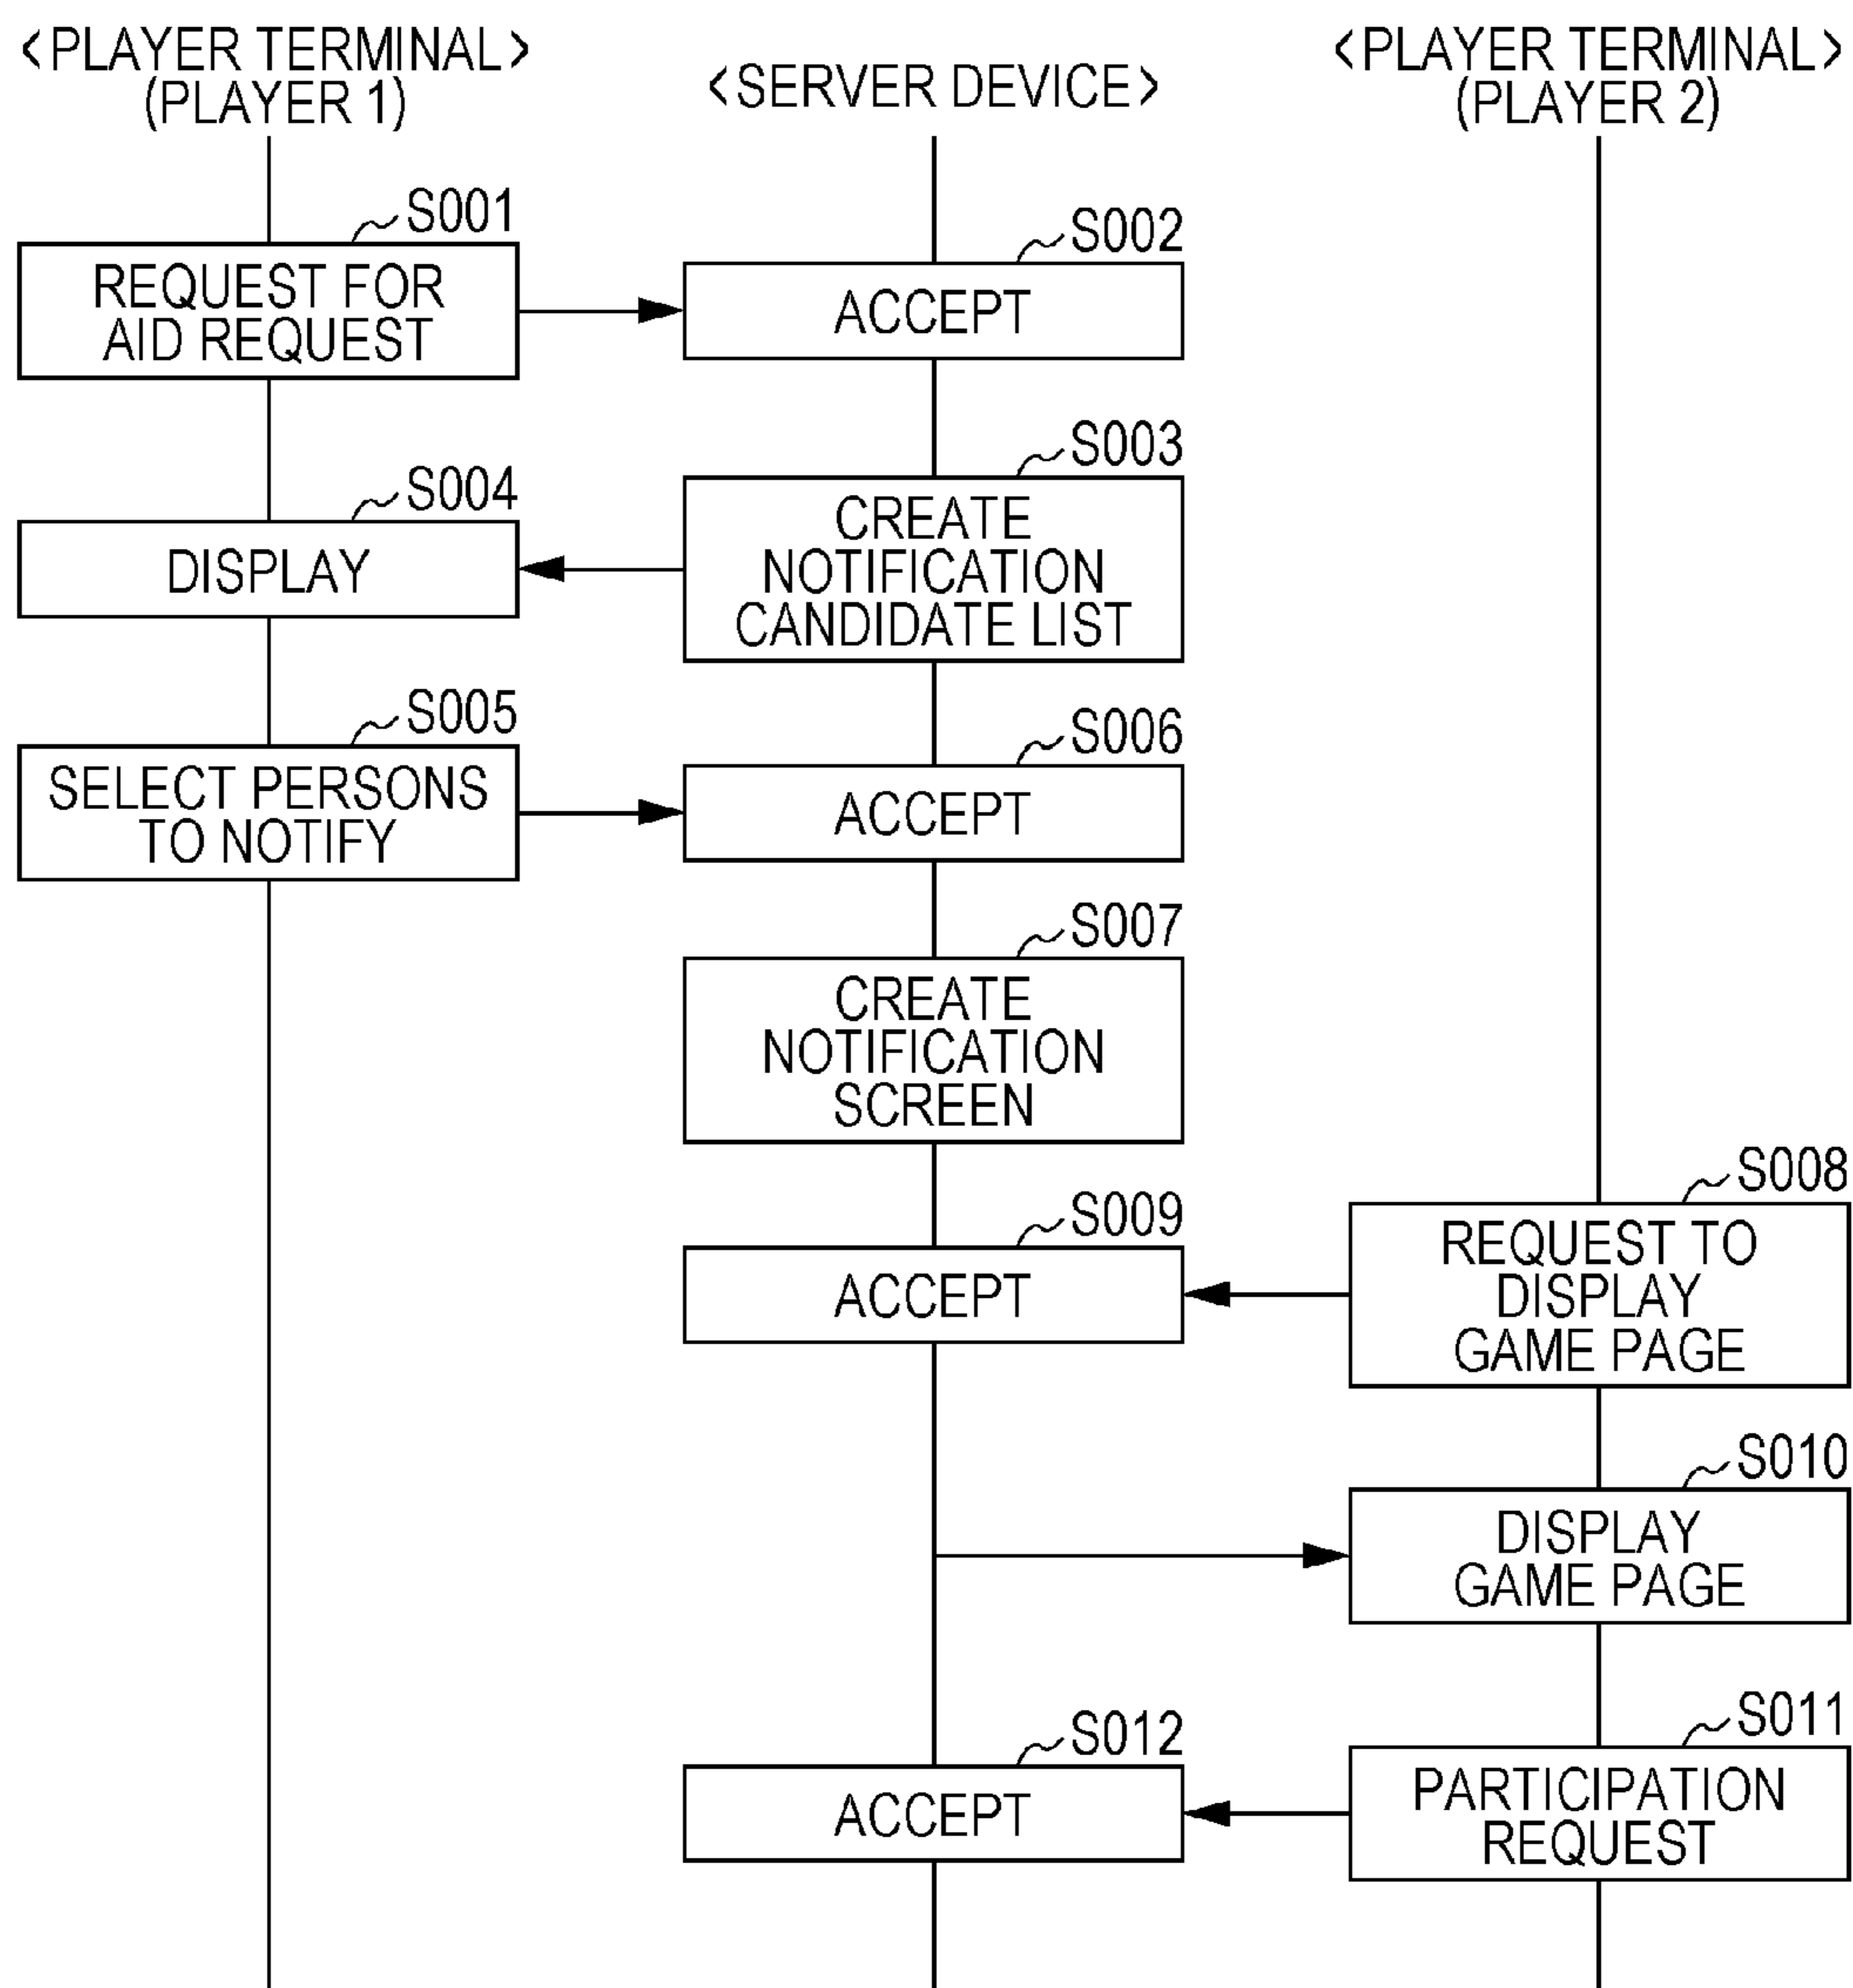 <PLAYER TERMINAL>
(PLAYER 1)
<SERVER DEVICE>
<PLAYER TERMINAL>
(PLAYER 2)
S001
REQUEST FOR
AID REQUEST
S002
ACCEPT
S003
CREATE
NOTIFICATION
CANDIDATE LIST
S004
DISPLAY
S005
SELECT PERSONS
TO NOTIFY
S006
ACCEPT
S007
CREATE
NOTIFICATION
SCREEN
S008
REQUEST TO
DISPLAY
GAME PAGE
S009
ACCEPT
S010
DISPLAY
GAME PAGE
S011
PARTICIPATION
REQUEST
S012
ACCEPT